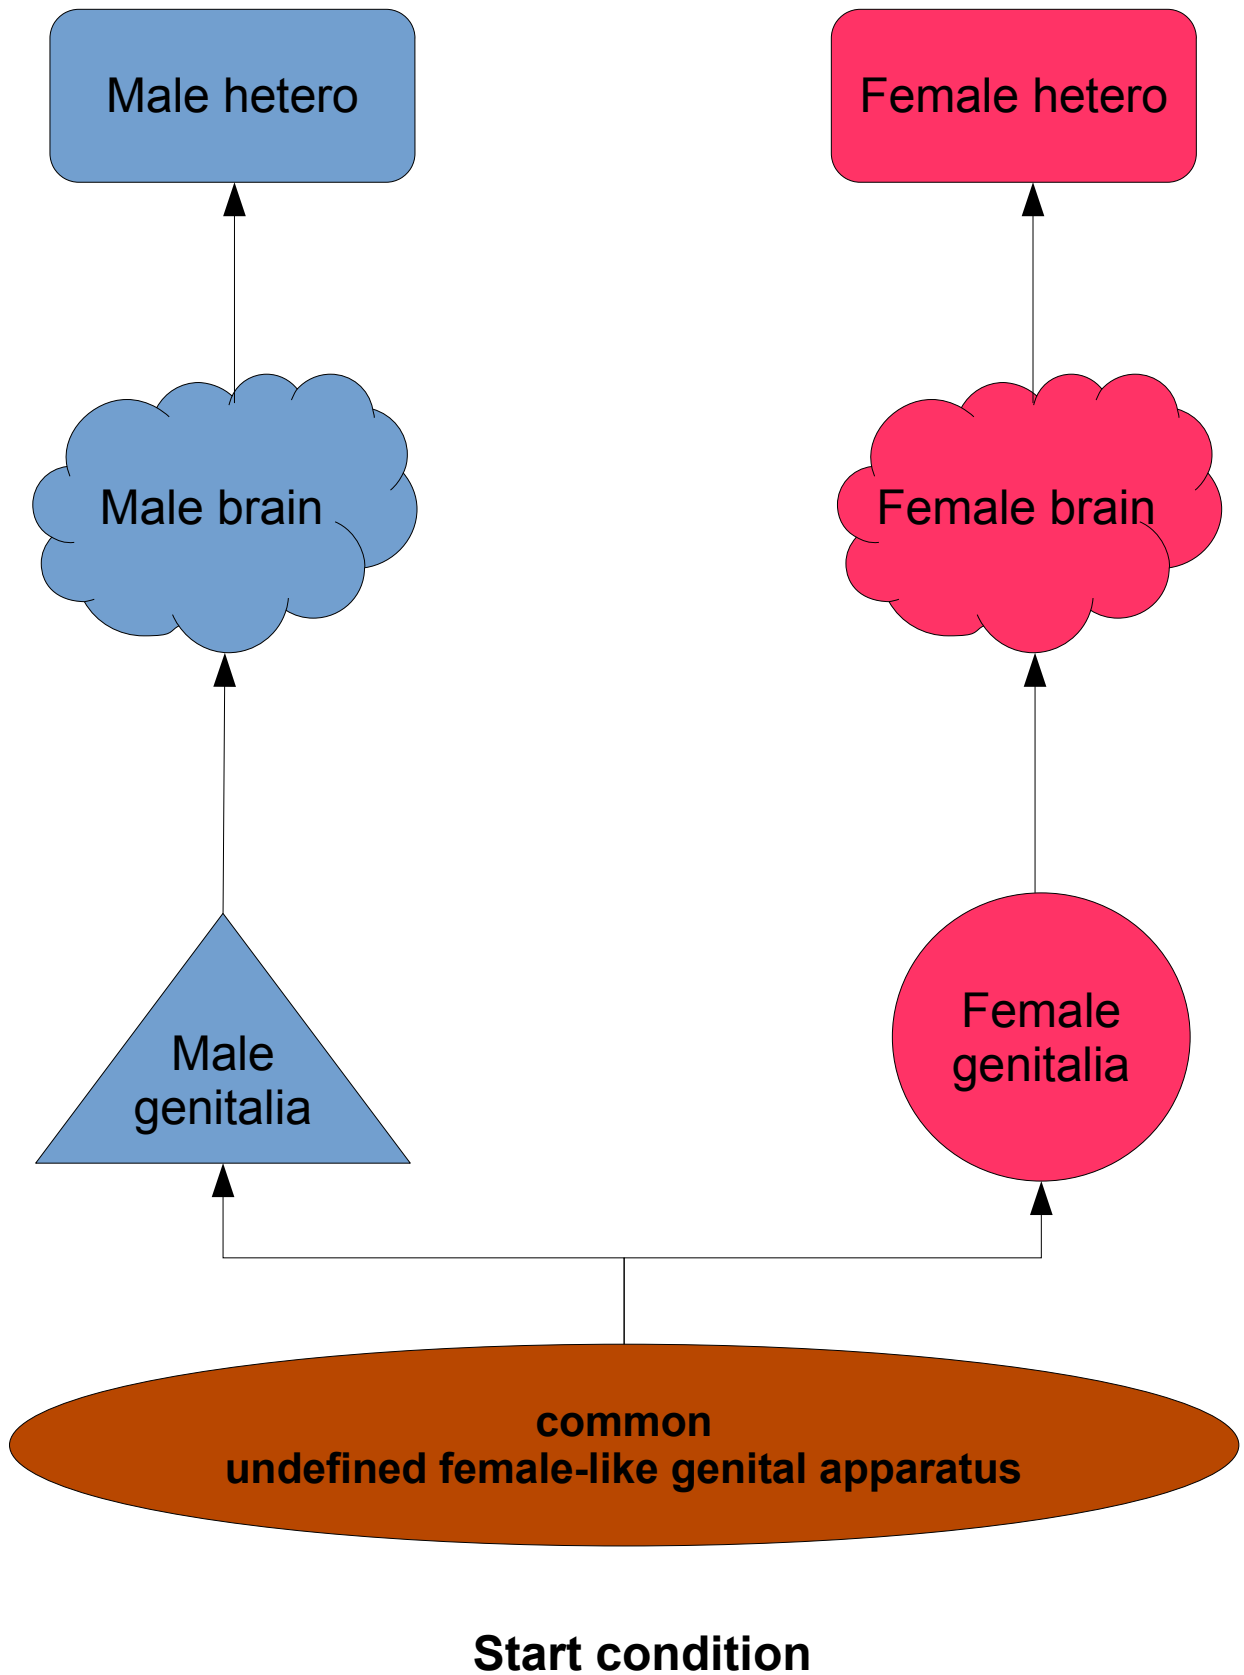 Male hetero
Female hetero
Male brain
Female brain
Male
genitalia
Female
genitalia
common
undefined female-like genital apparatus
Start condition